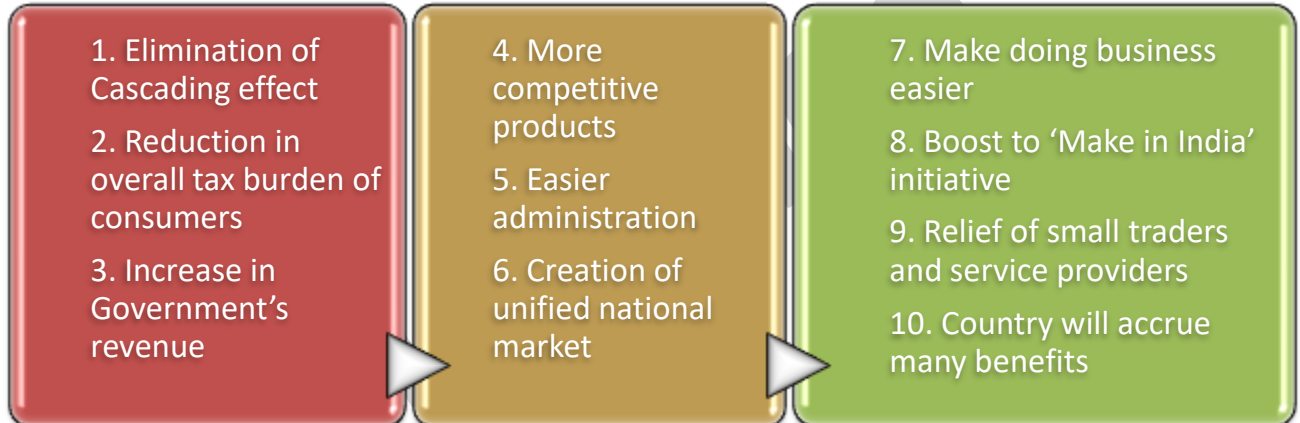 1. Elimination of
Cascading effect
2. Reduction in
overall tax burden of
consumers
3. Increase in
Government’s
revenue
4. More
competitive
products
5. Easier
administration
6. Creation of
unified national
market
7. Make doing business
easier
8. Boost to ‘Make in India’
initiative
9. Relief of small traders
and service providers
10. Country will accrue
many benefits